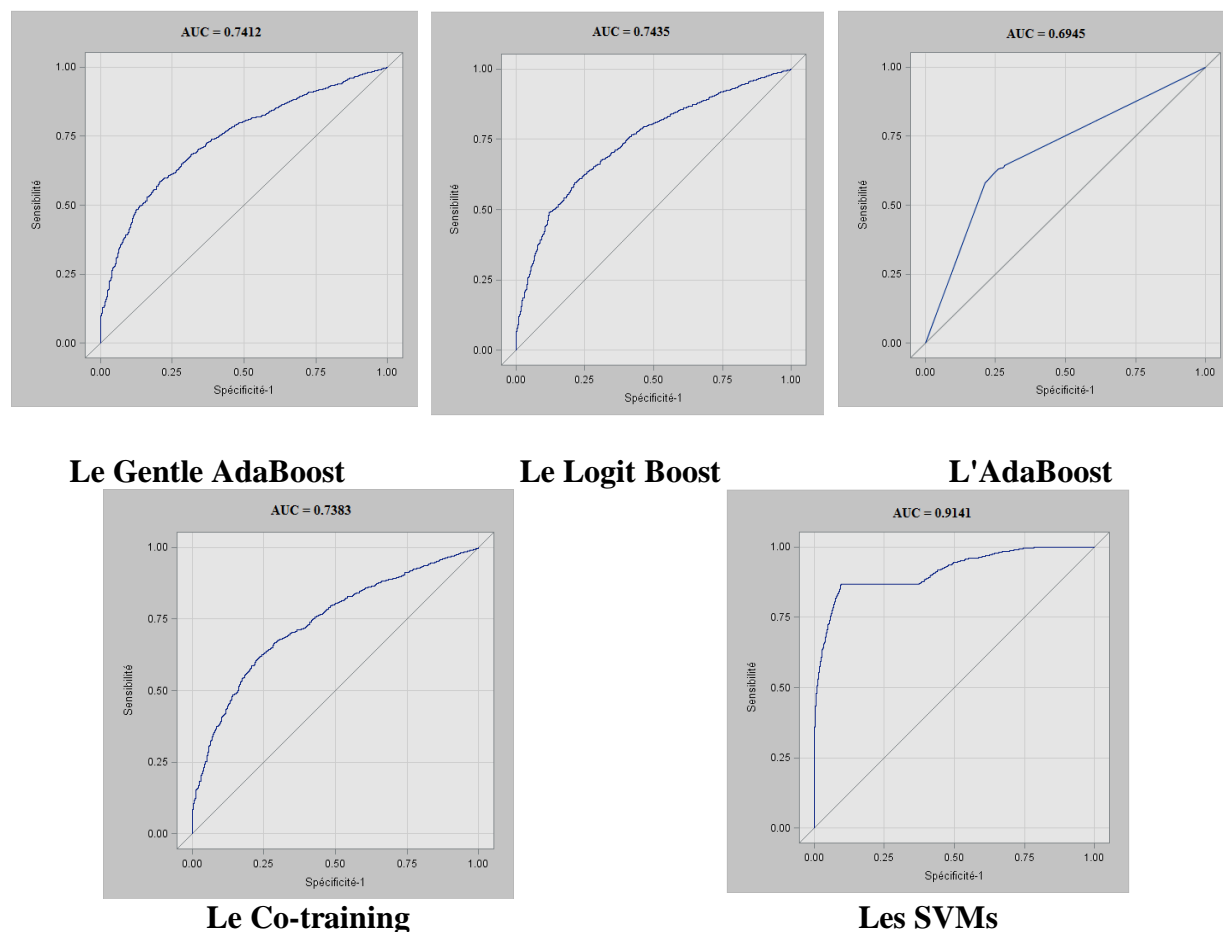 AUC = 0.7412
1.00
0.75
0.50
0.25
0.00
Sensibilité
0.00 0.25 0.50 0.75 1.00
Spécificité-1
AUC = 0.7435
1.00
0.75
0.50
0.25
0.00
Sensibilité
0.00 0.25 0.50 0.75 1.00
Spécificité-1
AUC = 0.6945
1.00
0.75
0.50
0.25
0.00
Sensibilité
0.00 0.25 0.50 0.75 1.00
Spécificité-1
Le Gentle AdaBoost
Le Logit Boost
L'AdaBoost
AUC = 0.7383
1.00
0.75
0.50
0.25
0.00
Sensibilité
0.00 0.25 0.50 0.75 1.00
Spécificité-1
AUC = 0.9141
1.00
0.75
0.50
0.25
0.00
Sensibilité
0.00 0.25 0.50 0.75 1.00
Spécificité-1
Le Co-training
Les SVMs